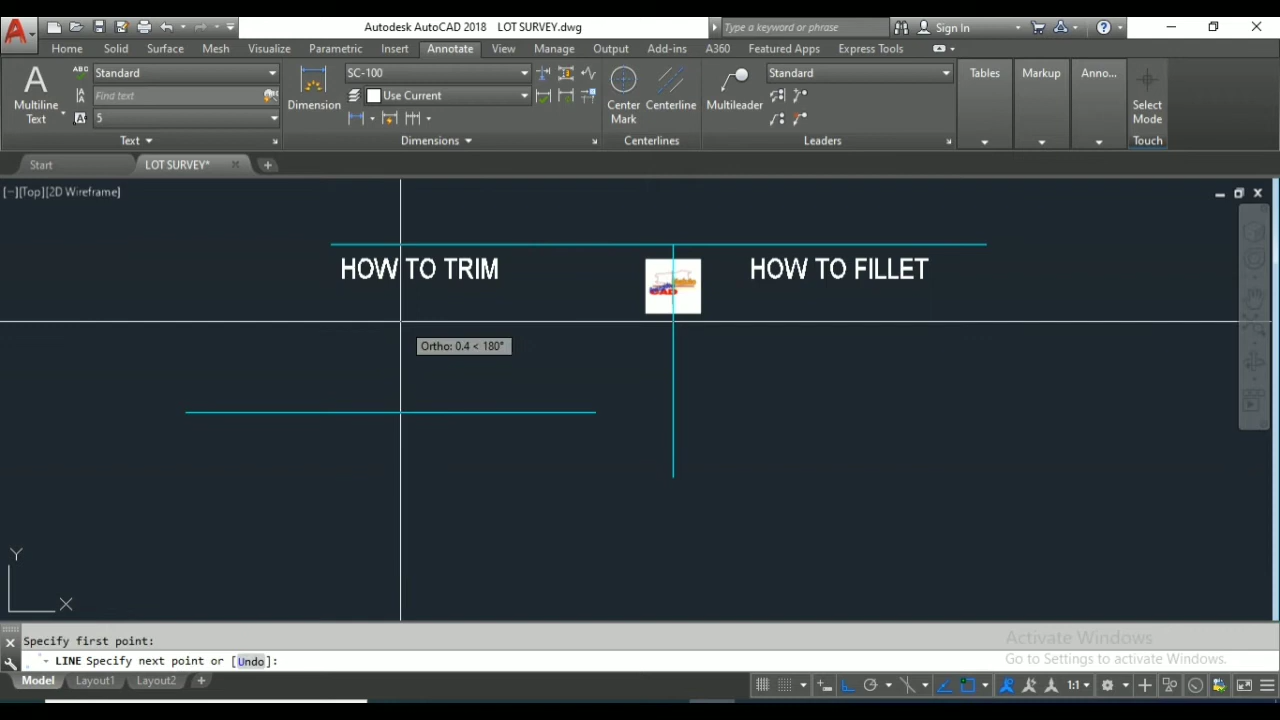 Autodesk AutoCAD 2018 LOT SURVEY.dwg
Type a keyword or phrase
Sign In
Home Solid Surface Mesh Visualize Parametric Insert Annotate View Manage Output Add-ins A360 Featured Apps Express Tools
Standard
Find text
5
Multiline
Text
Text
Dimension
SC-100
Use Current
Dimensions
Center
Mark
Centerline
Centerlines
Multileader
Standard
Leaders
Tables
Markup
Anno...
Select
Mode
Touch
Start
LOT SURVEY*
[−][Top][2D Wireframe]
HOW TO TRIM
CAD
HOW TO FILLET
Ortho: 0.4 < 180°
Y
X
Specify first point:
LINE Specify next point or [Undo]:
Activate Windows
Go to Settings to activate Windows.
Model Layout1 Layout2
1:1